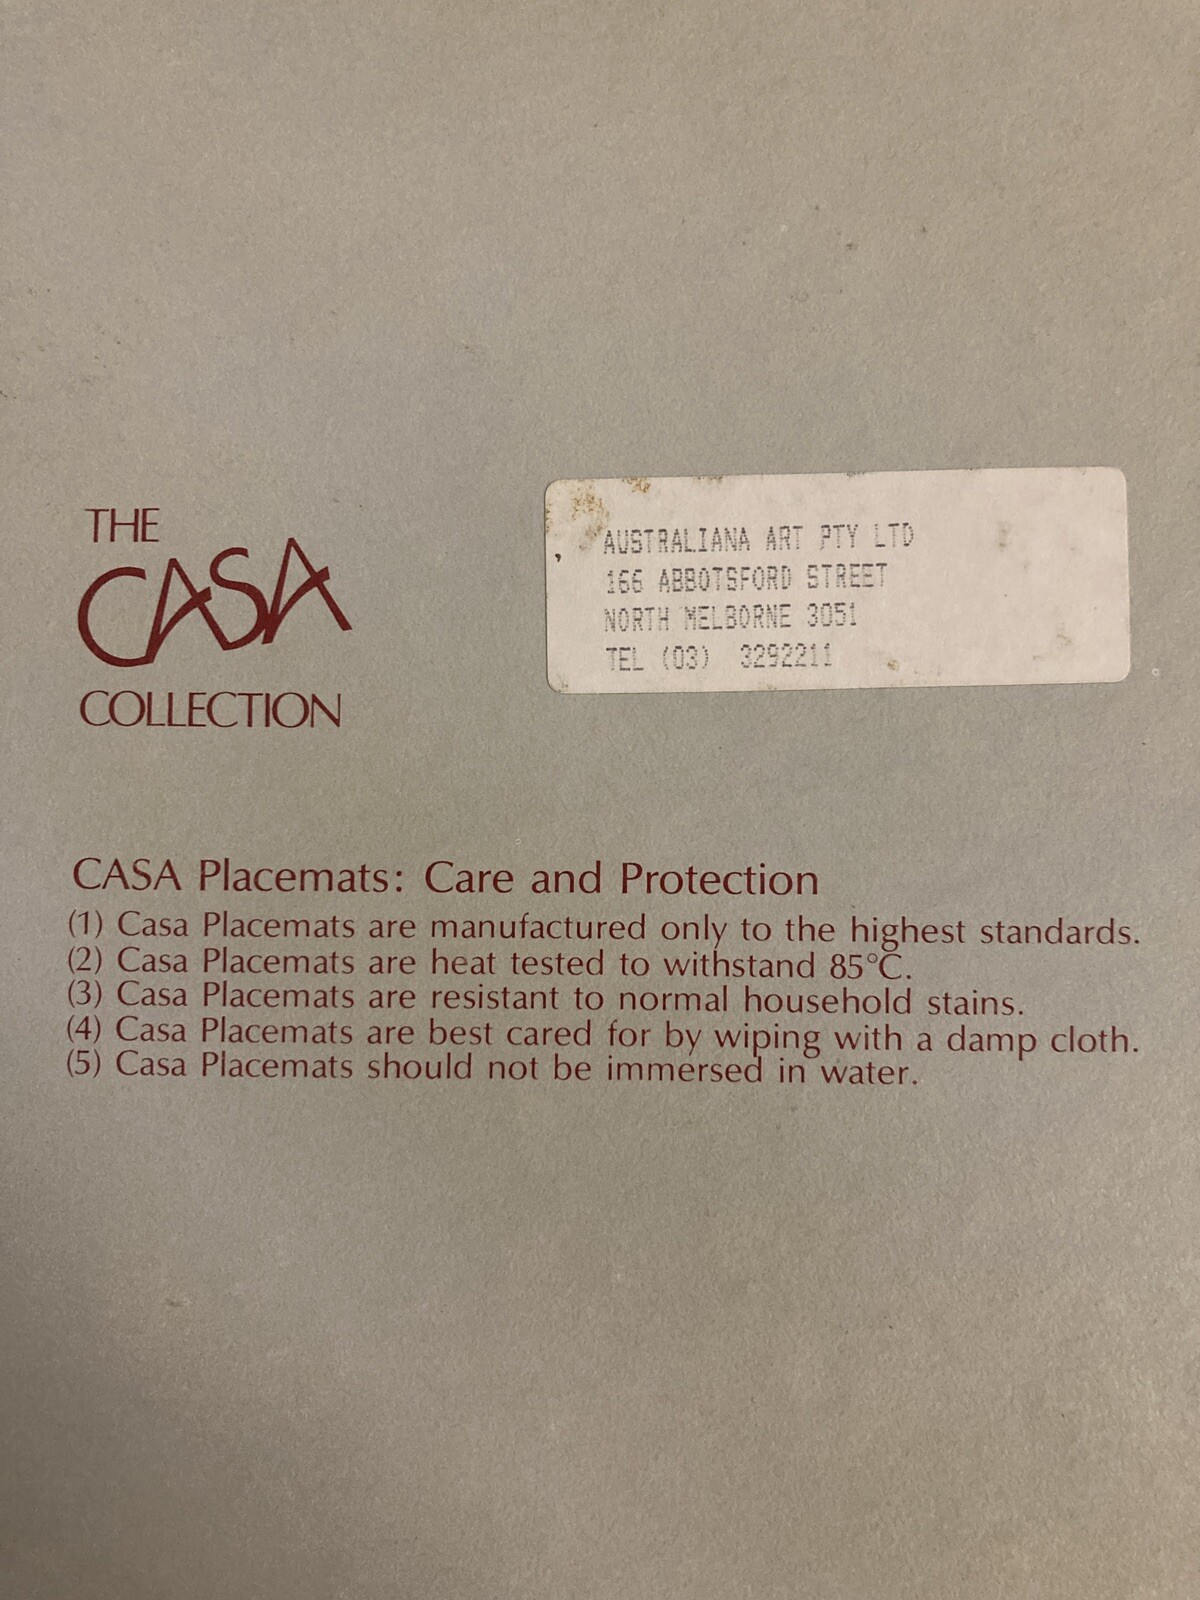 THE
CASA
COLLECTION
AUSTRALIANA ART PTY LTD
166 ABBOTSFORD STREET
NORTH MELBORNE 3051
TEL (03) 3292211
CASA Placemats: Care and Protection
(1) Casa Placemats are manufactured only to the highest standards.
(2) Casa Placemats are heat tested to withstand 85°C.
(3) Casa Placemats are resistant to normal household stains.
(4) Casa Placemats are best cared for by wiping with a damp cloth.
(5) Casa Placemats should not be immersed in water.